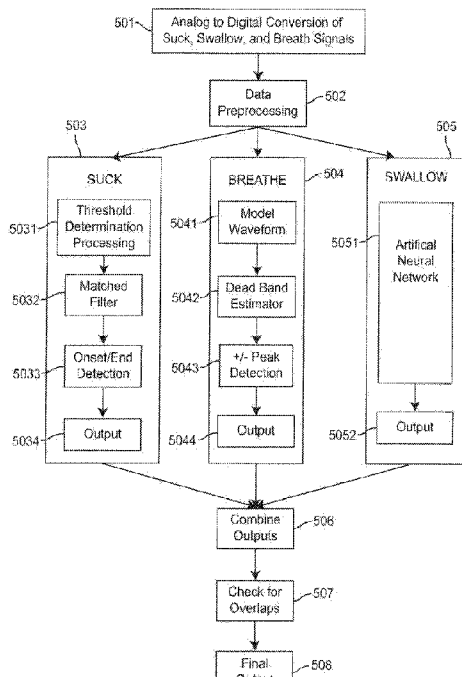 501
Analog to Digital Conversion of
Suck, Swallow, and Breath Signals
Data
Preprocessing
502
503
SUCK
5031
Threshold
Determination
Processing
5032
Matched
Filter
5033
Onset/End
Detection
5034
Output
504
BREATHE
5041
Model
Waveform
5042
Dead Band
Estimator
5043
+/- Peak
Detection
5044
Output
505
SWALLOW
5051
Artifical
Neural
Network
5052
Output
Combine
Outputs
506
Check for
Overlaps
507
Final
508